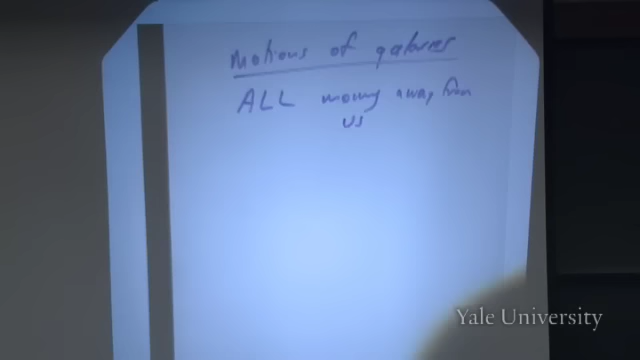 Motions of galaxies
ALL moving away from
us
Yale University